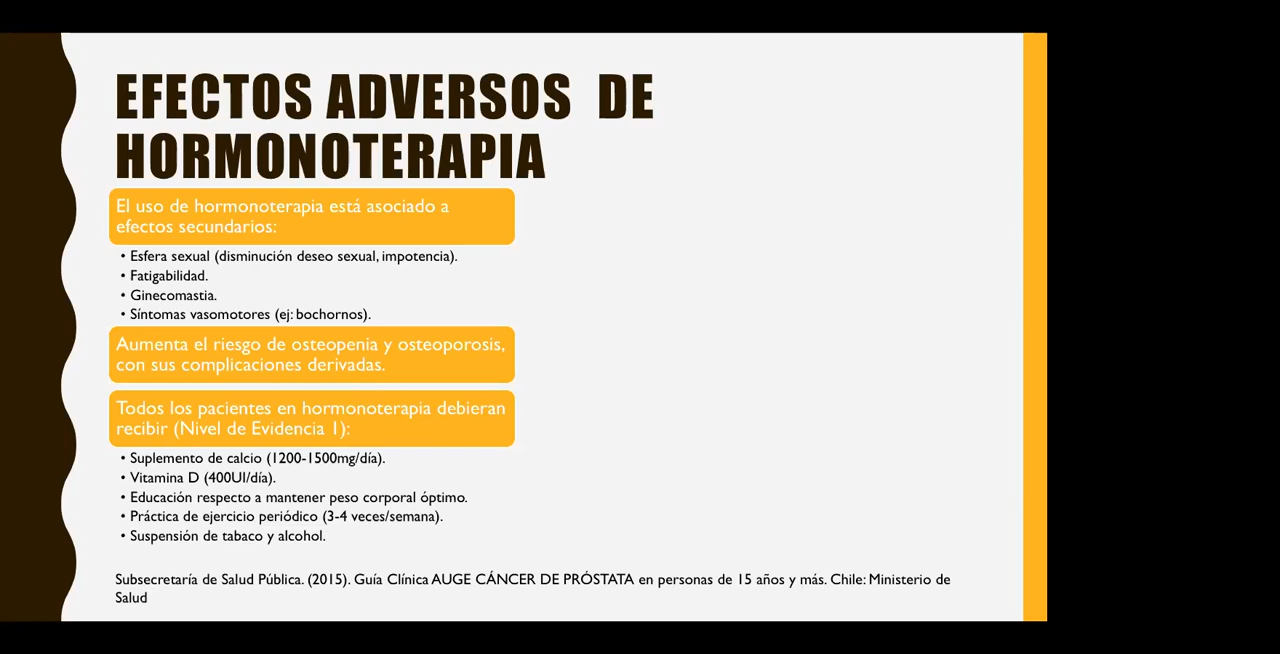 EFECTOS ADVERSOS DE
HORMONOTERAPIA
El uso de hormonoterapia está asociado a
efectos secundarios:
• Esfera sexual (disminución deseo sexual, impotencia).
• Fatigabilidad.
• Ginecomastia.
• Síntomas vasomotores (ej: bochornos).
Aumenta el riesgo de osteopenia y osteoporosis,
con sus complicaciones derivadas.
Todos los pacientes en hormonoterapia debieran
recibir (Nivel de Evidencia 1):
• Suplemento de calcio (1200-1500mg/día).
• Vitamina D (400UI/día).
• Educación respecto a mantener peso corporal óptimo.
• Práctica de ejercicio periódico (3-4 veces/semana).
• Suspensión de tabaco y alcohol.
Subsecretaría de Salud Pública. (2015). Guía Clínica AUGE CÁNCER DE PRÓSTATA en personas de 15 años y más. Chile: Ministerio de
Salud